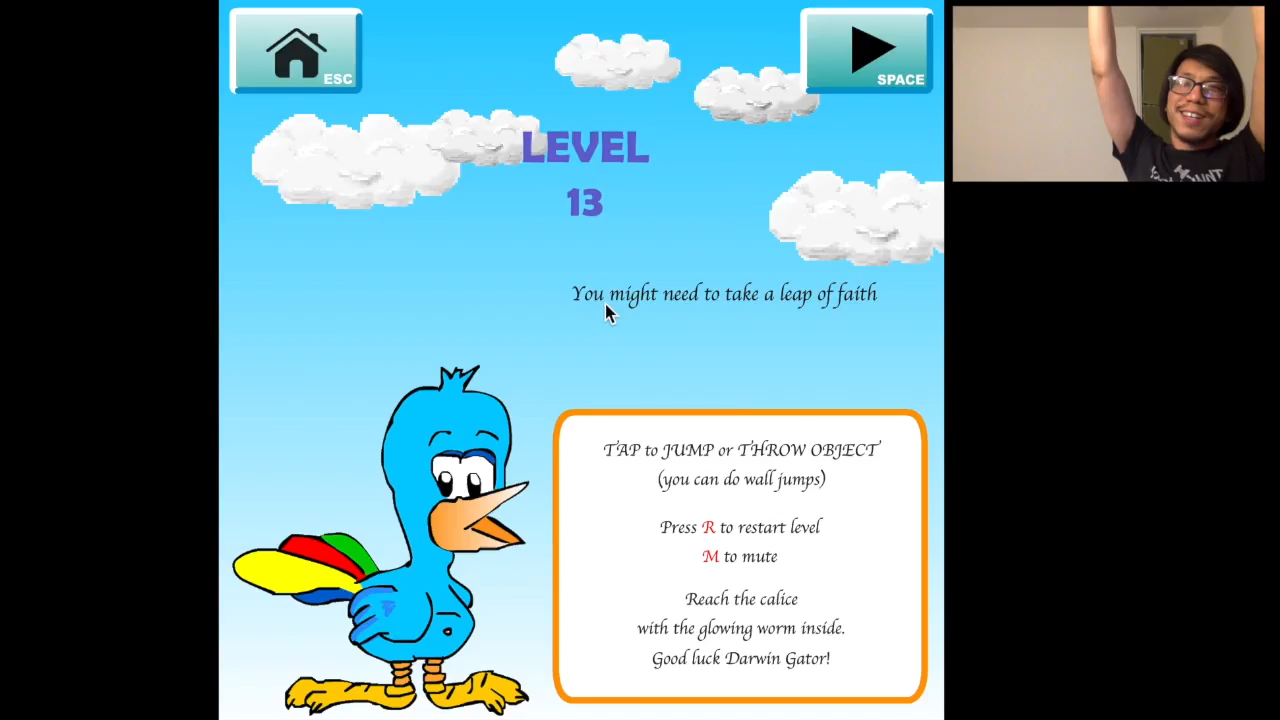 ESC
SPACE
LEVEL
13
You might need to take a leap of faith
TAP to JUMP or THROW OBJECT
(you can do wall jumps)
Press R to restart level
M to mute
Reach the calice
with the glowing worm inside.
Good luck Darwin Gator!